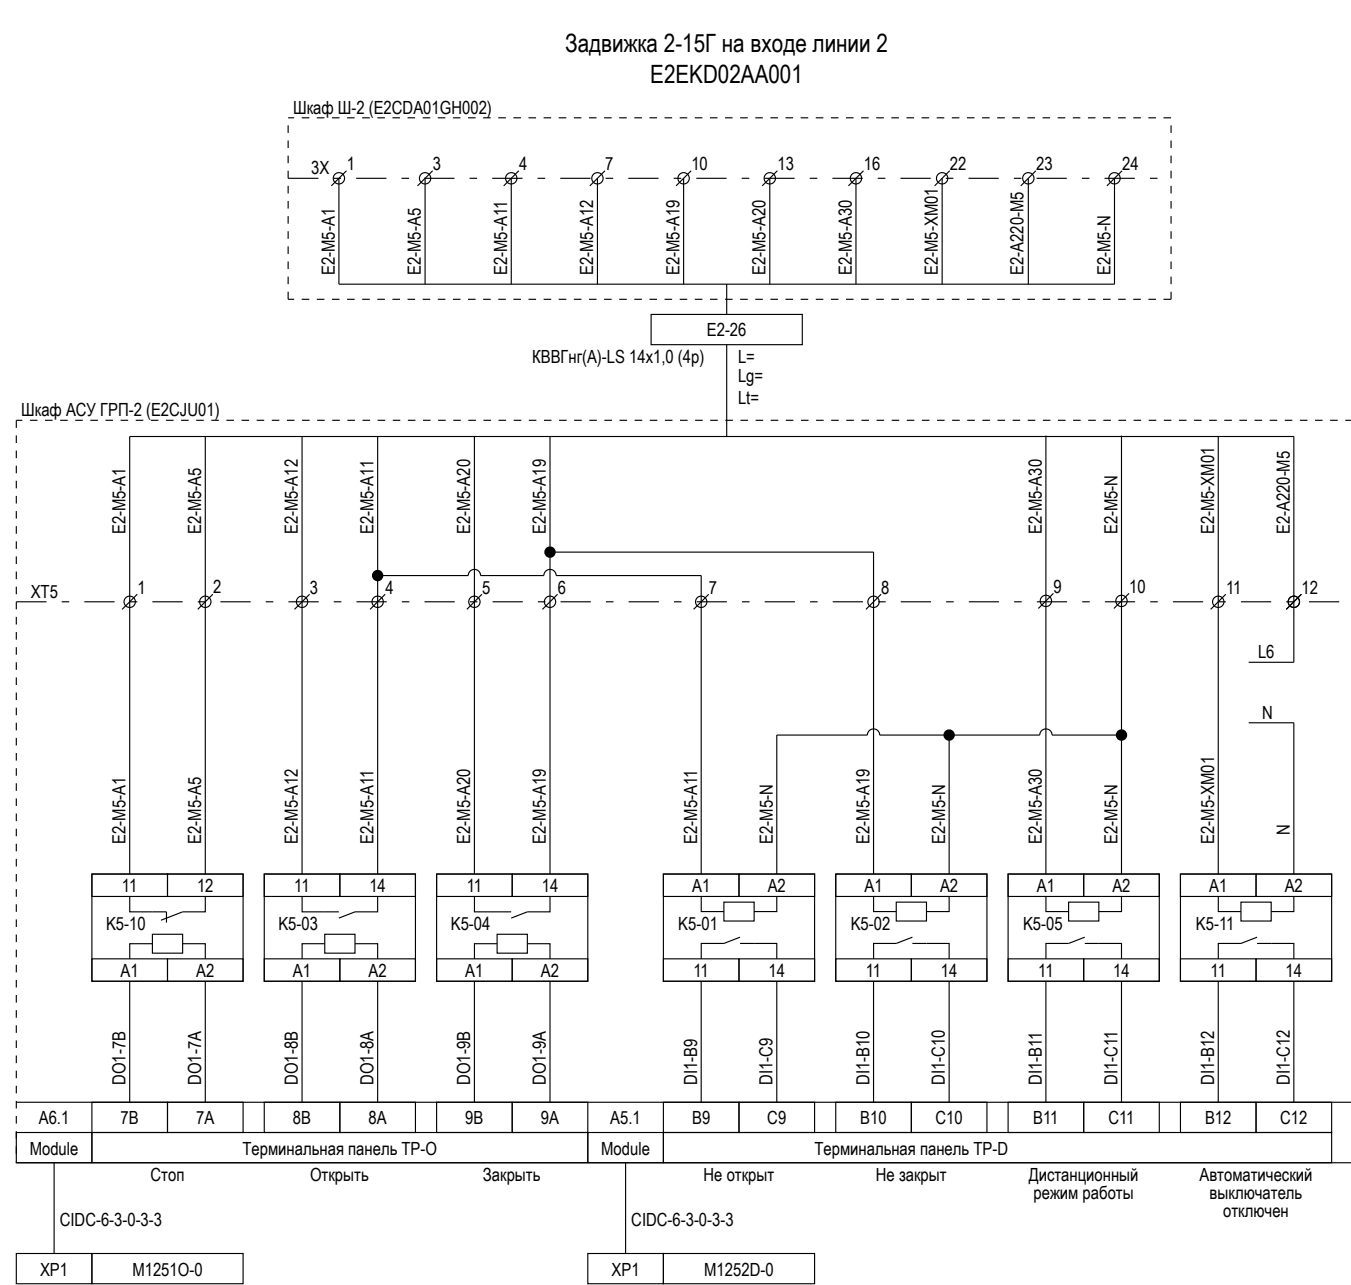 Задвижка 2-15Г на входе линии 2
E2EKD02AA001
Шкаф Ш-2 (E2CDA01GH002)
3X 1 3 4 7 10 13 16 22 23 24
E2-M5-A1 E2-M5-A5 E2-M5-A11 E2-M5-A12 E2-M5-A19 E2-M5-A20 E2-M5-A30 E2-M5-XM01 E2-A220-M5 E2-M5-N
E2-26
КВВГнг(А)-LS 14x1,0 (4р) L=
Lg=
Lt=
Шкаф АСУ ГРП-2 (E2CJU01)
E2-M5-A1 E2-M5-A5 E2-M5-A12 E2-M5-A11 E2-M5-A20 E2-M5-A19 E2-M5-A30 E2-M5-N E2-M5-XM01 E2-A220-M5
XT5 1 2 3 4 5 6 7 8 9 10 11 12
L6
N
E2-M5-A1 E2-M5-A5 E2-M5-A12 E2-M5-A11 E2-M5-A20 E2-M5-A19 E2-M5-A11 E2-M5-N E2-M5-A19 E2-M5-N E2-M5-A30 E2-M5-N E2-M5-XM01 N
11 12 11 14 11 14 A1 A2 A1 A2 A1 A2 A1 A2
K5-10 K5-03 K5-04 K5-01 K5-02 K5-05 K5-11
A1 A2 A1 A2 A1 A2 11 14 11 14 11 14 11 14
DO1-7B DO1-7A DO1-8B DO1-8A DO1-9B DO1-9A DI1-B9 DI1-C9 DI1-B10 DI1-C10 DI1-B11 DI1-C11 DI1-B12 DI1-C12
A6.1 7B 7A 8B 8A 9B 9A A5.1 B9 C9 B10 C10 B11 C11 B12 C12
Module Терминальная панель TP-O Module Терминальная панель TP-D
Стоп Открыть Закрыть Не открыт Не закрыт Дистанционный Автоматический
режим работы выключатель
отключен
CIDC-6-3-0-3-3 CIDC-6-3-0-3-3
XP1 M1251O-0 XP1 M1252D-0